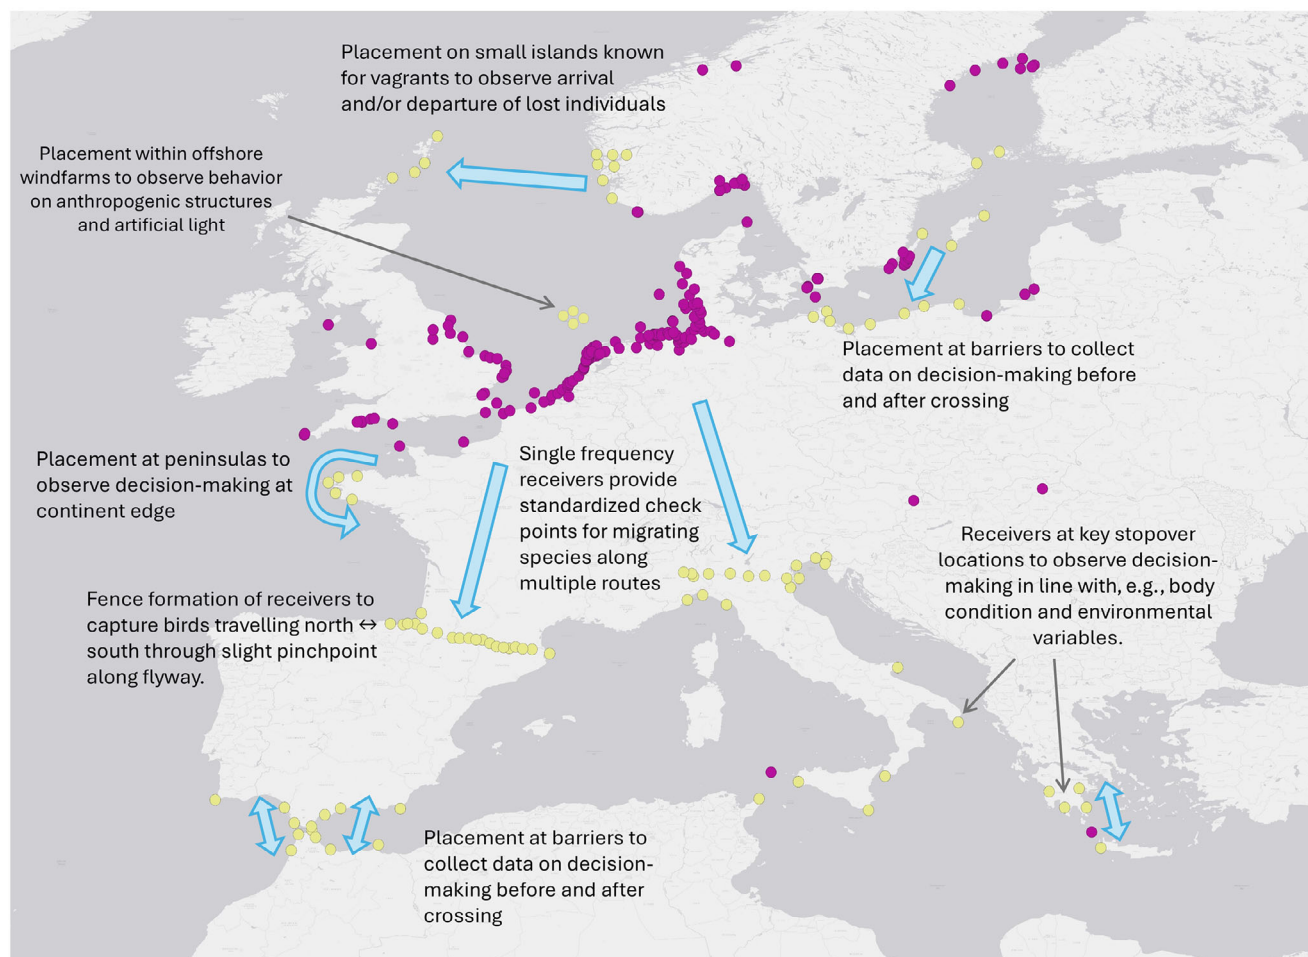 Placement on small islands known
for vagrants to observe arrival
and/or departure of lost individuals
Placement within offshore
windfarms to observe behavior
on anthropogenic structures
and artificial light
Placement at barriers to collect
data on decision-making before
and after crossing
Placement at peninsulas to
observe decision-making at
continent edge
Single frequency
receivers provide
standardized check
points for migrating
species along
multiple routes
Receivers at key stopover
locations to observe decision-
making in line with, e.g., body
condition and environmental
variables.
Fence formation of receivers to
capture birds travelling north ↔
south through slight pinchpoint
along flyway.
Placement at barriers to
collect data on decision-
making before and after
crossing